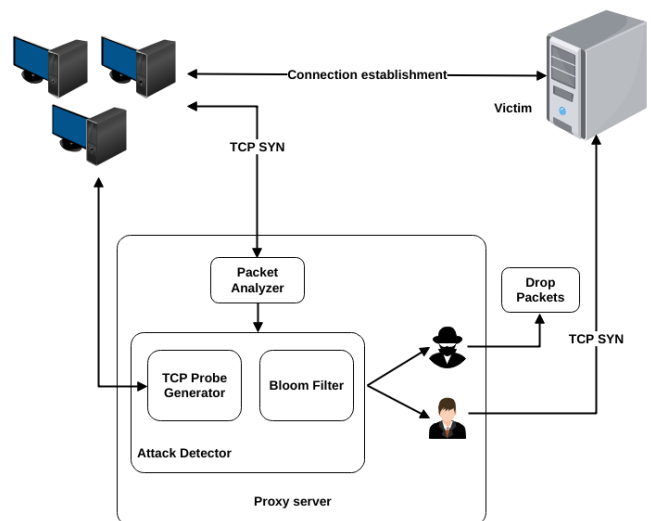 Connection establishment
Victim
TCP SYN
Packet
Analyzer
Drop
Packets
TCP SYN
TCP Probe
Generator
Bloom Filter
Attack Detector
Proxy server